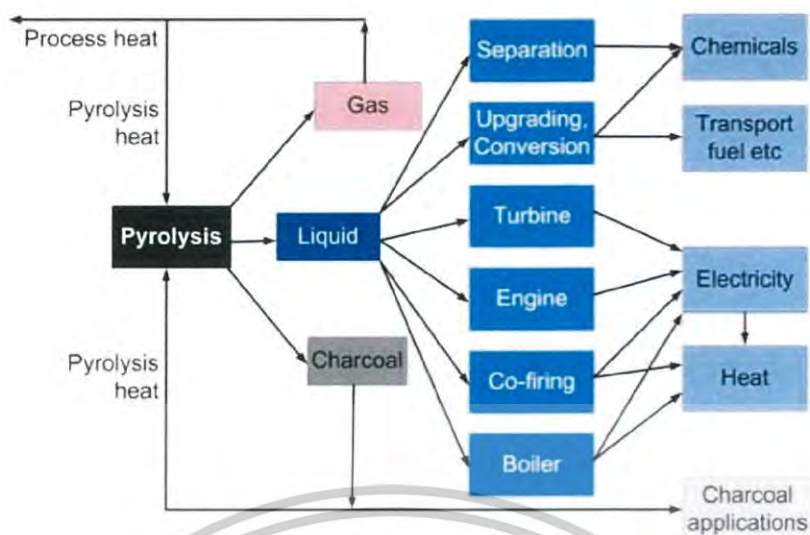 Process heat
Pyrolysis
heat
Pyrolysis
Gas
Liquid
Charcoal
Pyrolysis
heat
Separation
Upgrading,
Conversion
Turbine
Engine
Co-firing
Boiler
Chemicals
Transport
fuel etc
Electricity
Heat
Charcoal
applications